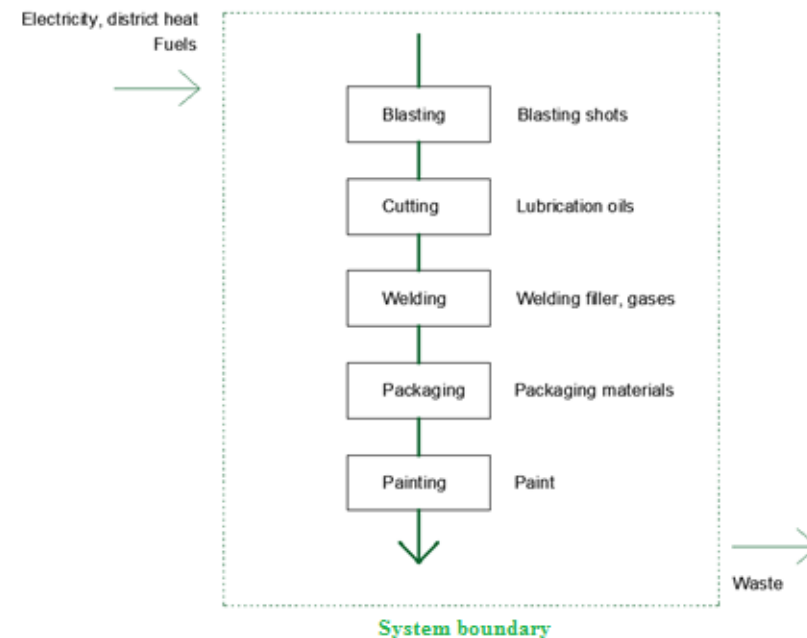 Electricity, district heat
Fuels
Blasting
Blasting shots
Cutting
Lubrication oils
Welding
Welding filler, gases
Packaging
Packaging materials
Painting
Paint
Waste
System boundary